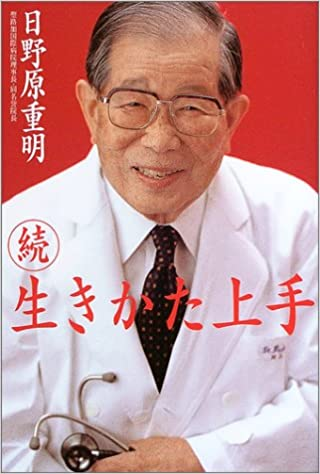 日野原重明
聖路加国際病院理事長・同名誉院長
続
生きかた上手